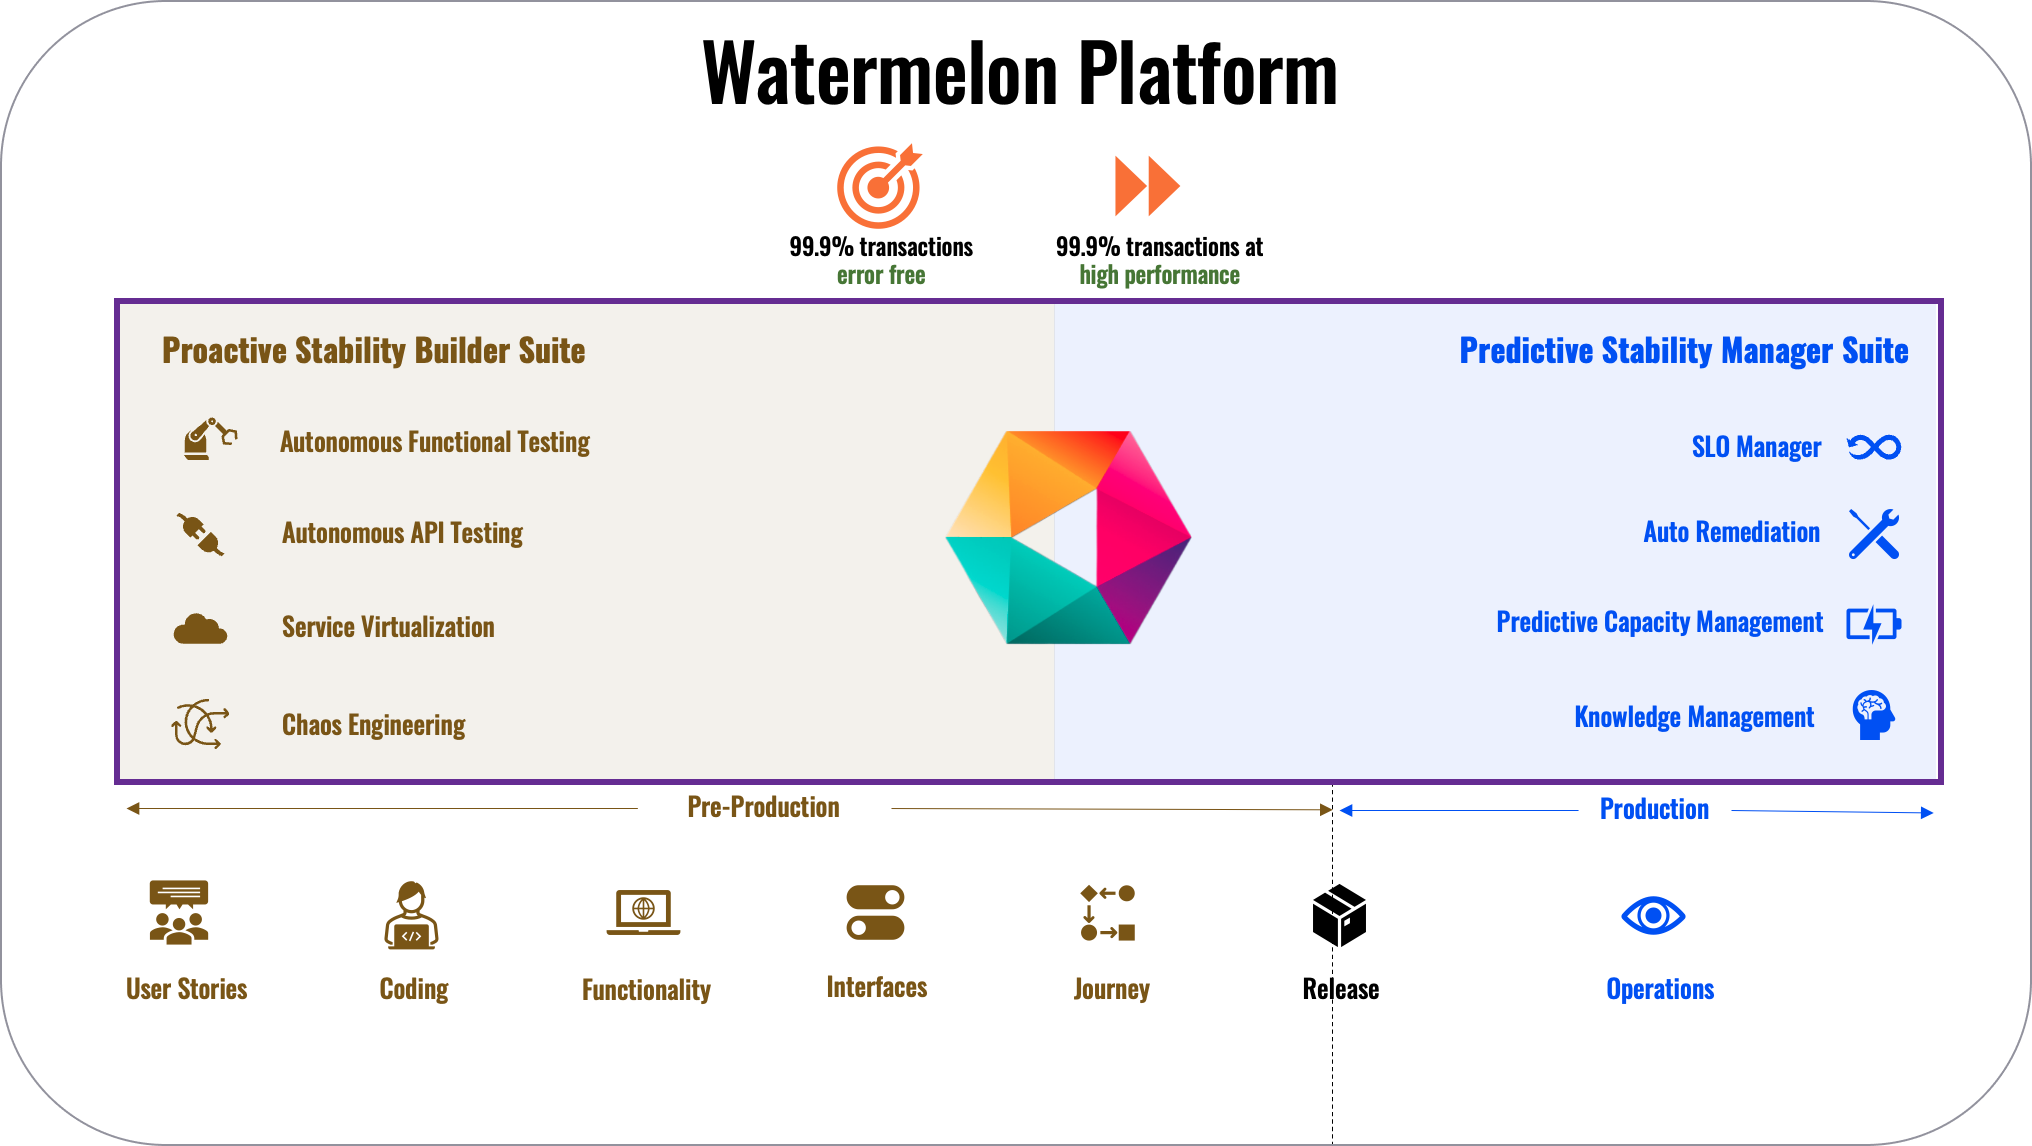 Watermelon Platform
99.9% transactions
error free
99.9% transactions at
high performance
Proactive Stability Builder Suite
Autonomous Functional Testing
Autonomous API Testing
Service Virtualization
Chaos Engineering
Predictive Stability Manager Suite
SLO Manager
Auto Remediation
Predictive Capacity Management
Knowledge Management
Pre-Production
Production
User Stories
Coding
Functionality
Interfaces
Journey
Release
Operations